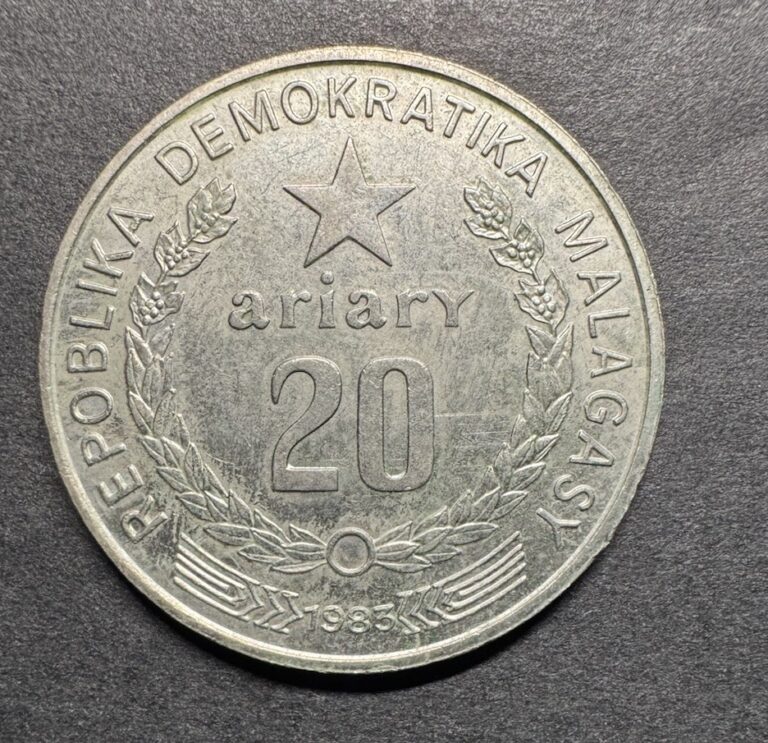 REPOBLIKA DEMOKRATIKA MALAGASY
ariary
20
1983